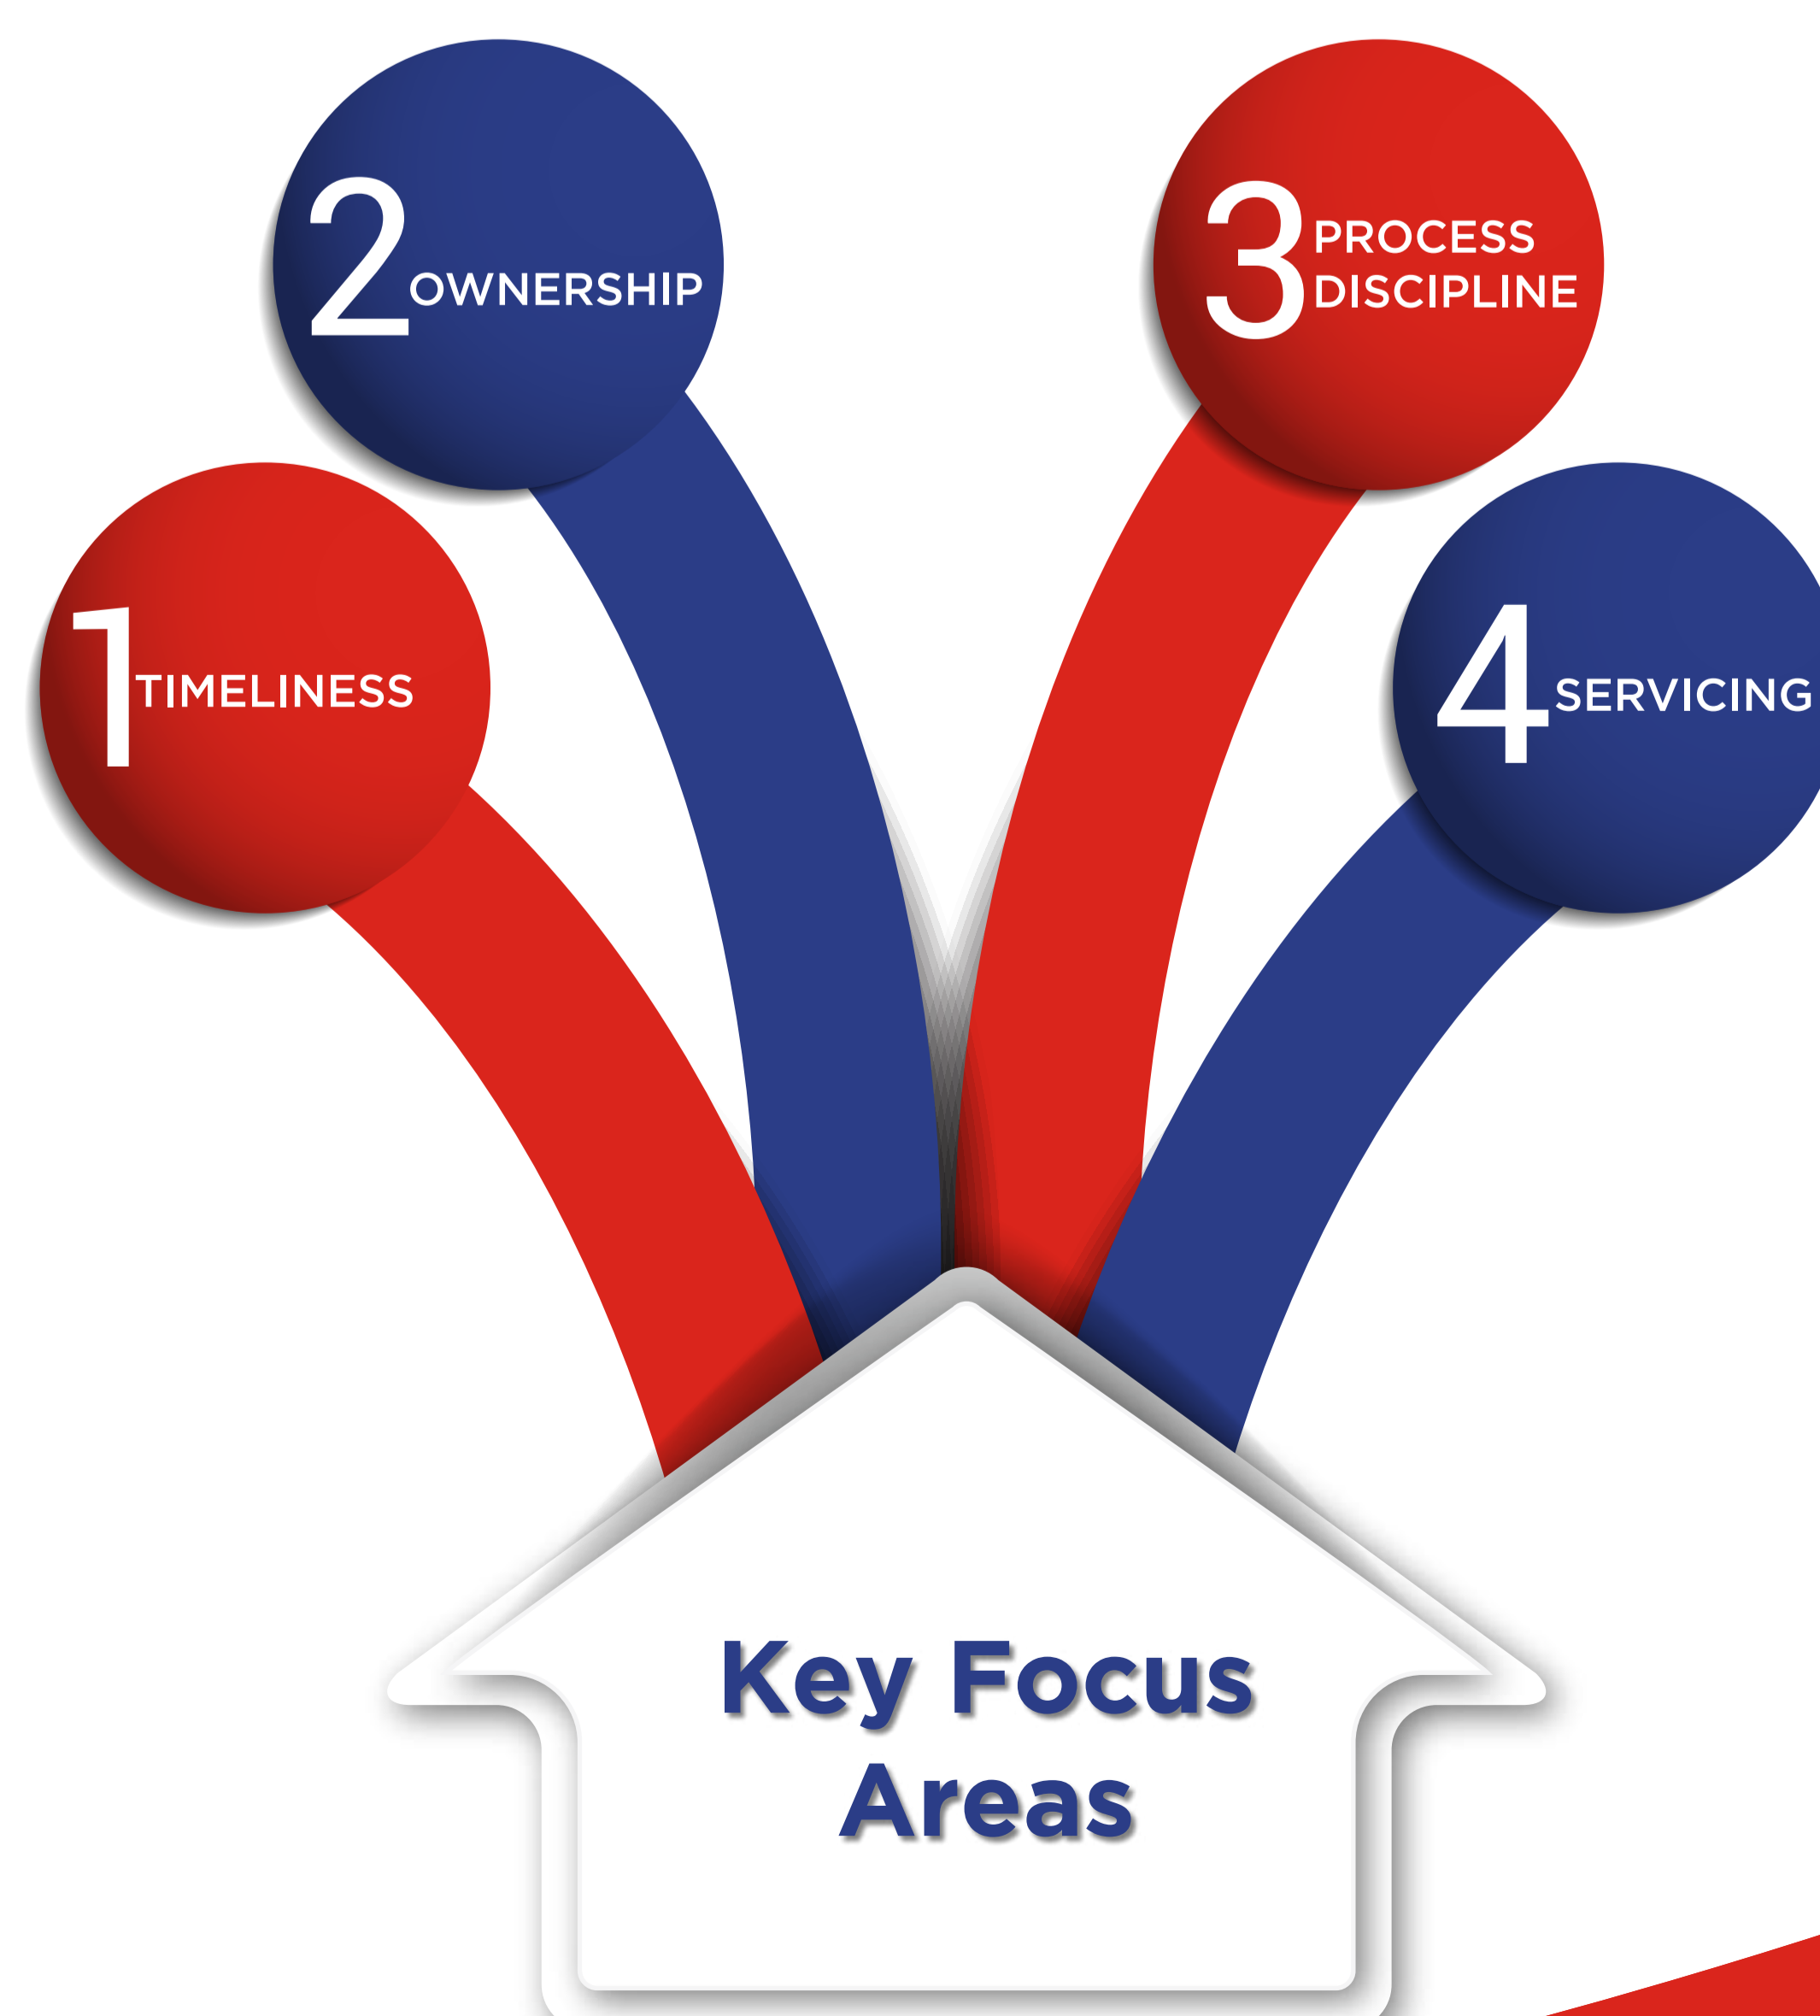 2 OWNERSHIP
3 PROCESS
DISCIPLINE
1 TIMELINESS
4 SERVICING
Key Focus
Areas